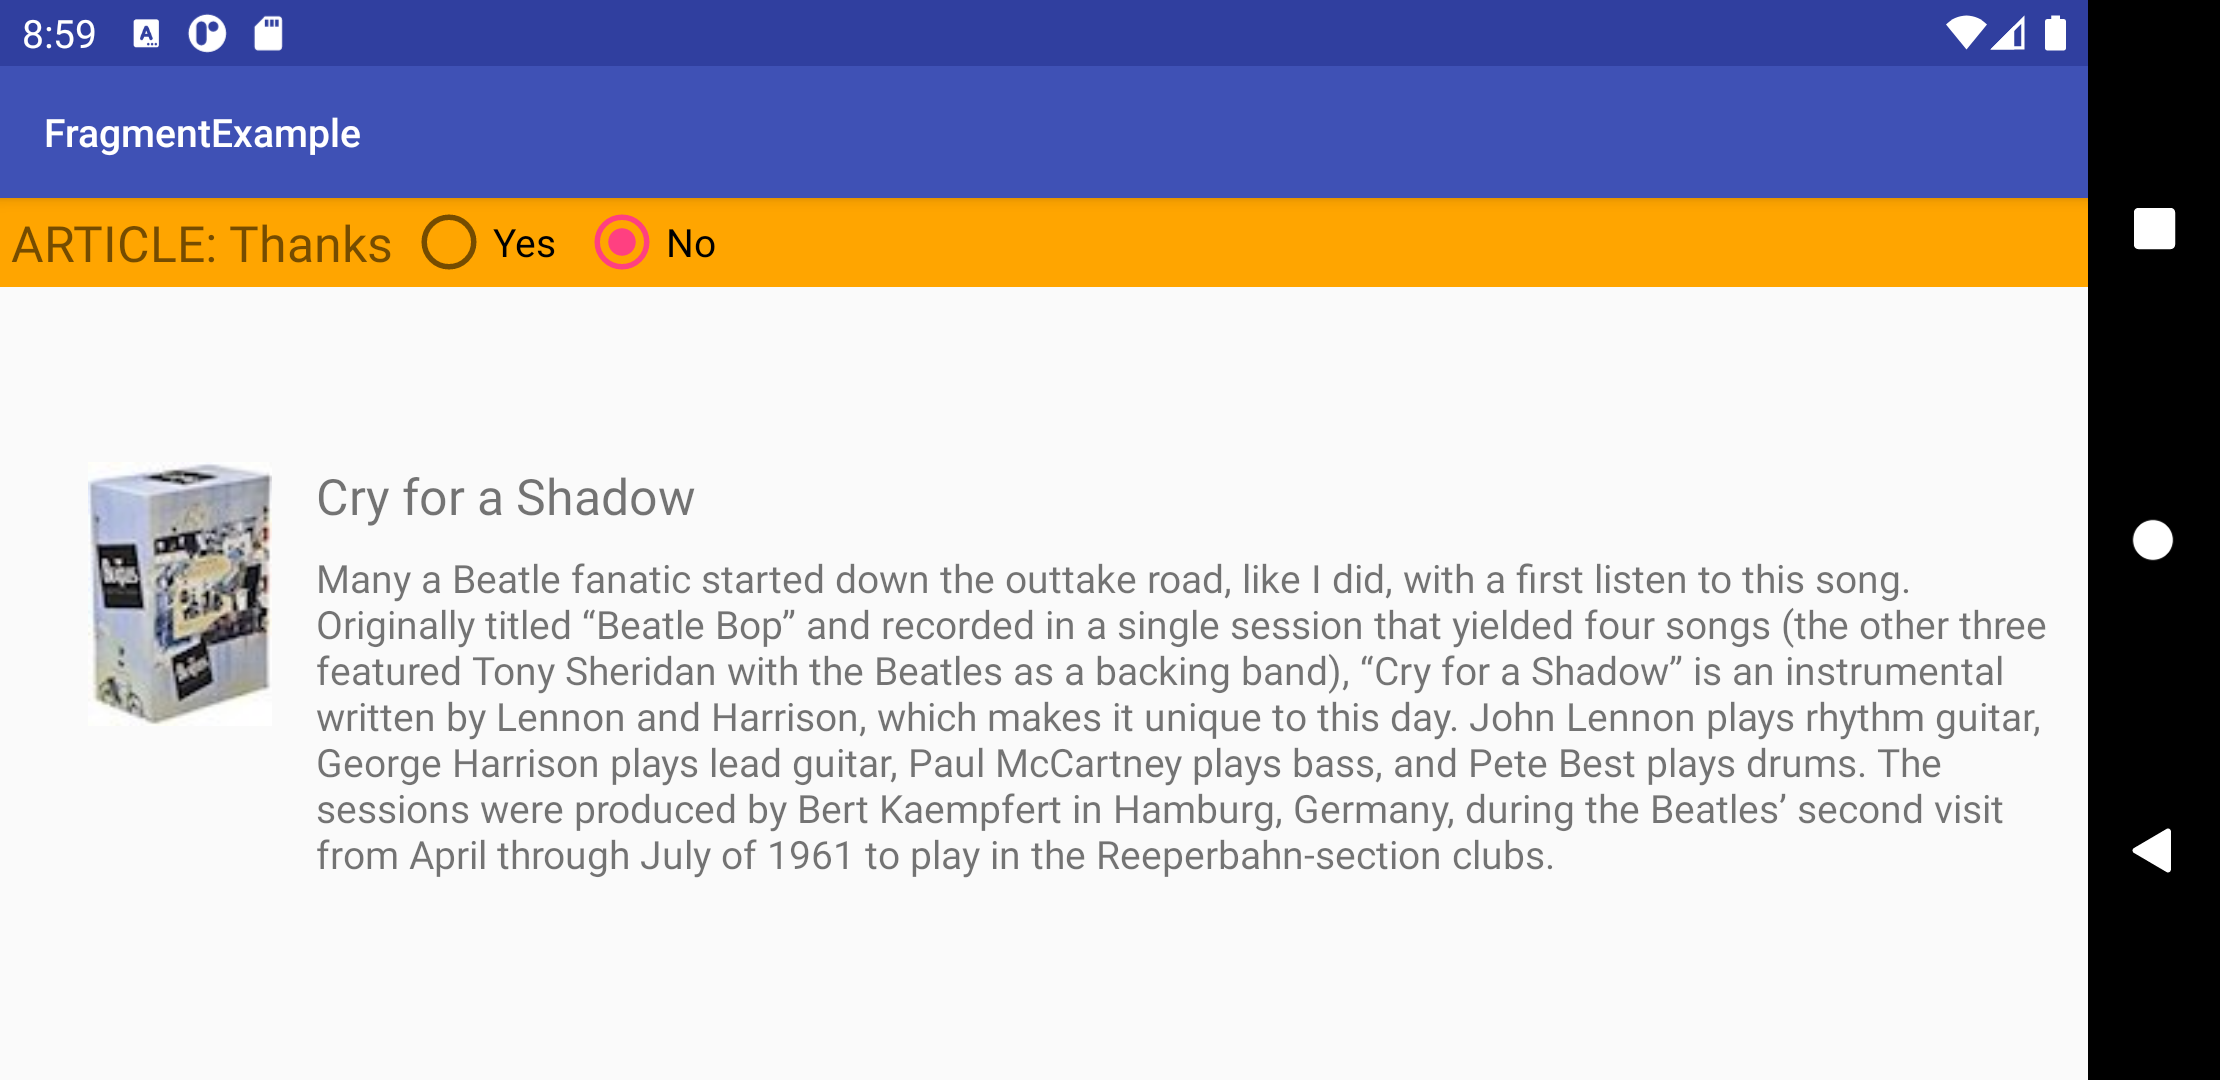 8:59
FragmentExample
ARTICLE: Thanks Yes No
Cry for a Shadow
Many a Beatle fanatic started down the outtake road, like I did, with a first listen to this song.
Originally titled “Beatle Bop” and recorded in a single session that yielded four songs (the other three
featured Tony Sheridan with the Beatles as a backing band), “Cry for a Shadow” is an instrumental
written by Lennon and Harrison, which makes it unique to this day. John Lennon plays rhythm guitar,
George Harrison plays lead guitar, Paul McCartney plays bass, and Pete Best plays drums. The
sessions were produced by Bert Kaempfert in Hamburg, Germany, during the Beatles’ second visit
from April through July of 1961 to play in the Reeperbahn-section clubs.